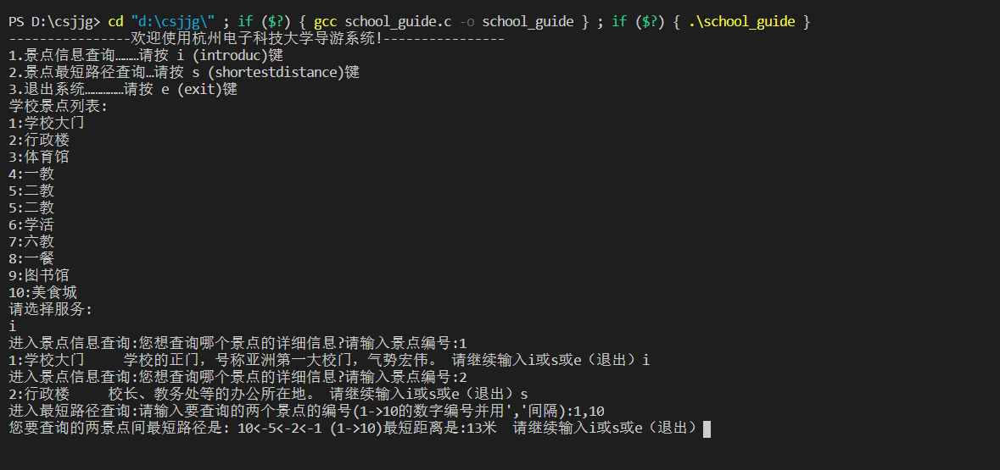 PS D:\csjjg> cd "d:\csjjg\" ; if ($?) { gcc school_guide.c -o school_guide } ; if ($?) { .\school_guide }
----------------欢迎使用杭州电子科技大学导游系统!----------------
1.景点信息查询………请按 i (introduc)键
2.景点最短路径查询…请按 s (shortestdistance)键
3.退出系统……………请按 e (exit)键
学校景点列表:
1:学校大门
2:行政楼
3:体育馆
4:一教
5:二教
5:二教
6:学活
7:六教
8:一餐
9:图书馆
10:美食城
请选择服务:
i
进入景点信息查询:您想查询哪个景点的详细信息?请输入景点编号:1
1:学校大门     学校的正门，号称亚洲第一大校门，气势宏伟。 请继续输入i或s或e（退出）i
进入景点信息查询:您想查询哪个景点的详细信息?请输入景点编号:2
2:行政楼     校长、教务处等的办公所在地。 请继续输入i或s或e（退出）s
进入最短路径查询:请输入要查询的两个景点的编号(1->10的数字编号并用','间隔):1,10
您要查询的两景点间最短路径是: 10<-5<-2<-1 (1->10)最短距离是:13米  请继续输入i或s或e（退出）